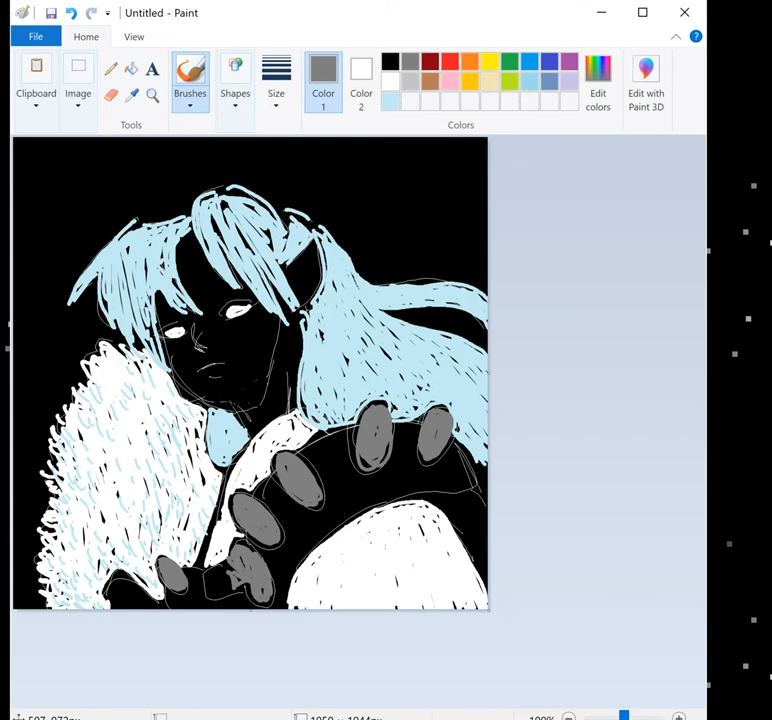 Untitled - Paint
File Home View
Clipboard Image Tools Brushes Shapes Size Color 1 Color 2 Colors Edit colors Edit with Paint 3D
A